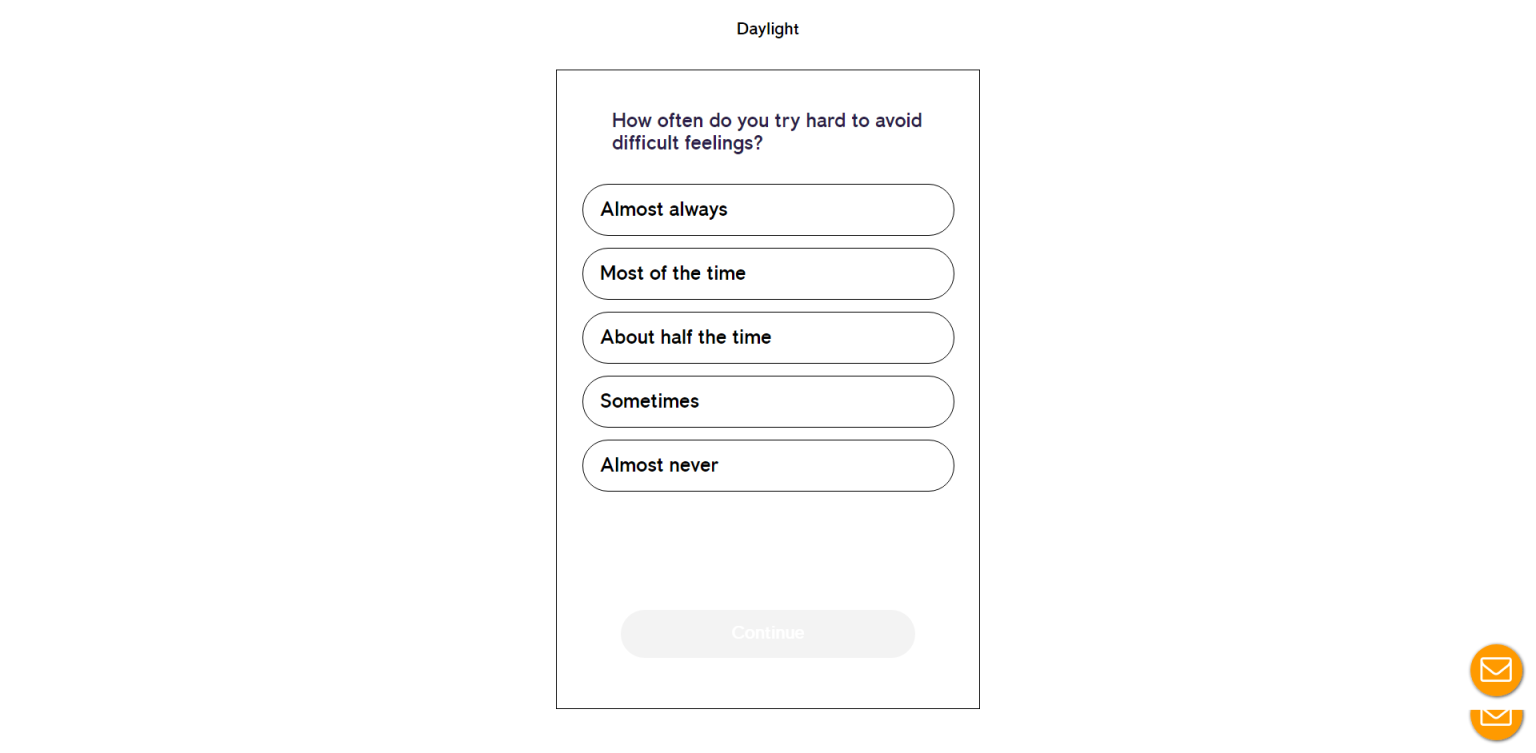 Daylight
How often do you try hard to avoid
difficult feelings?
Almost always
Most of the time
About half the time
Sometimes
Almost never
Continue